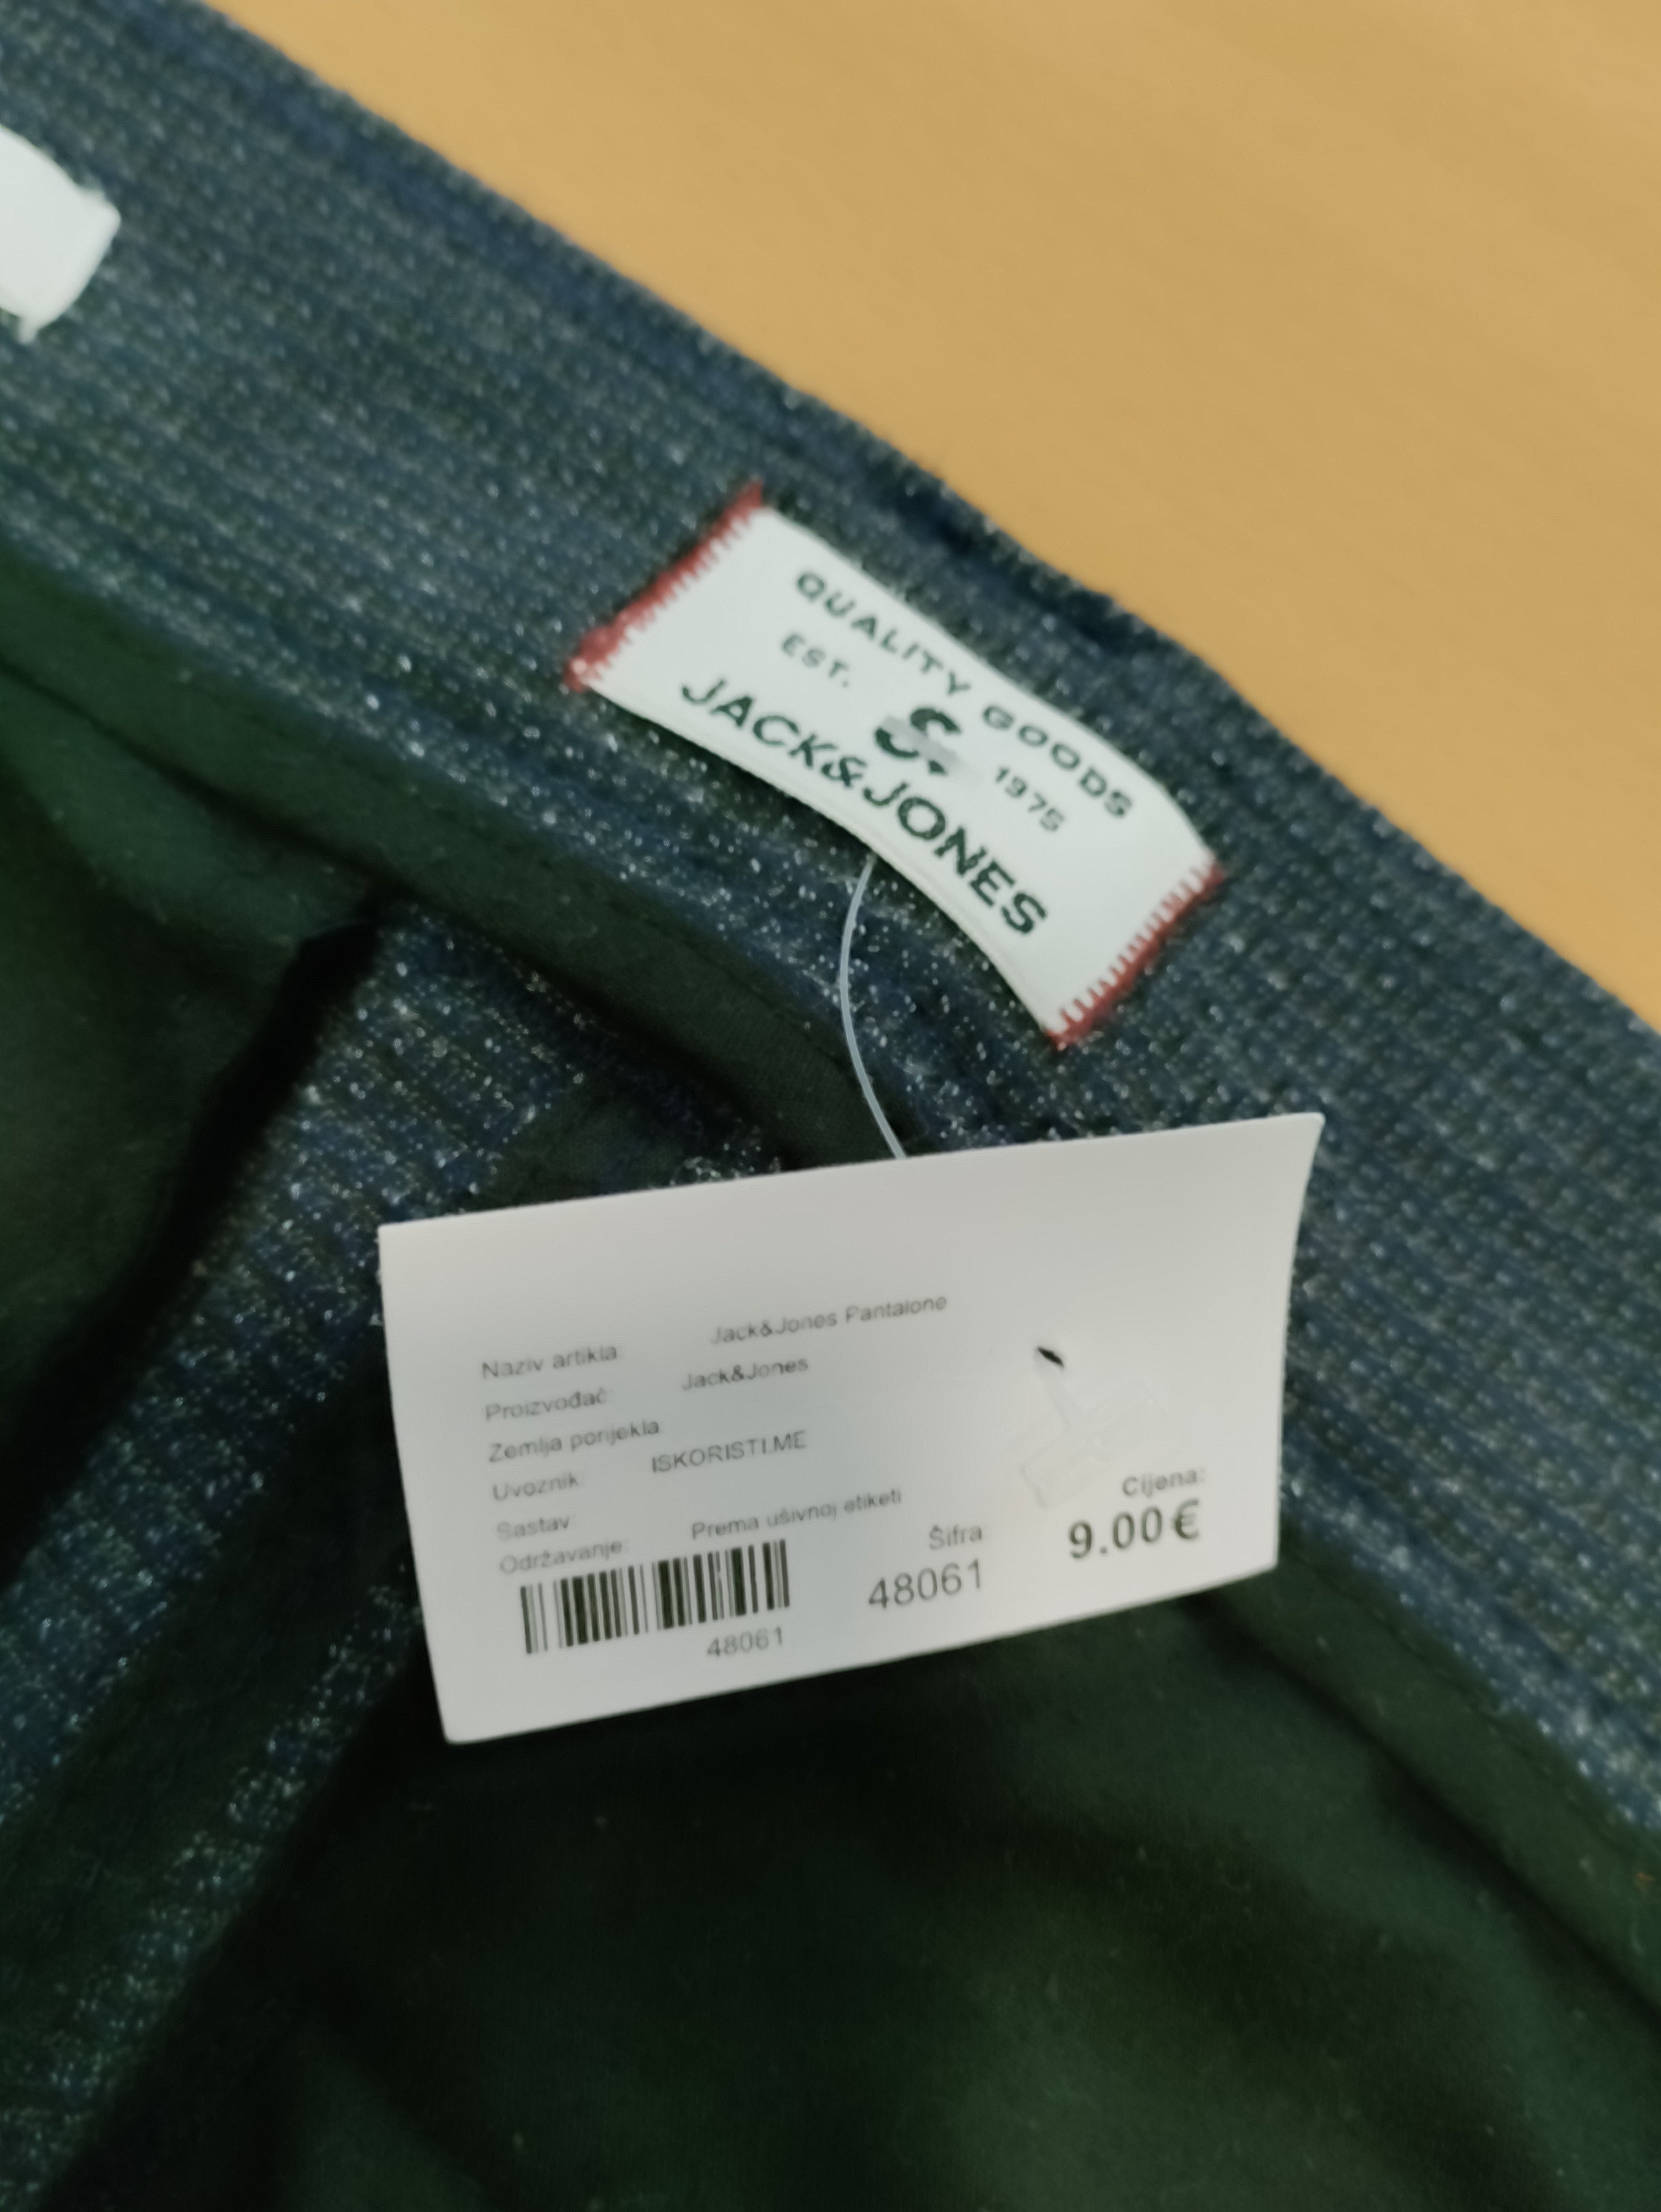 QUALITY GOODS
EST. 1975
JACK&JONES
Naziv artikla: Jack&Jones Pantalone
Proizvođač: Jack&Jones
Zemlja porijekla:
Uvoznik: ISKORISTI.ME
Sastav:
Održavanje: Prema ušivnoj etiketi
48061
Šifra:
48061
Cijena:
9.00€